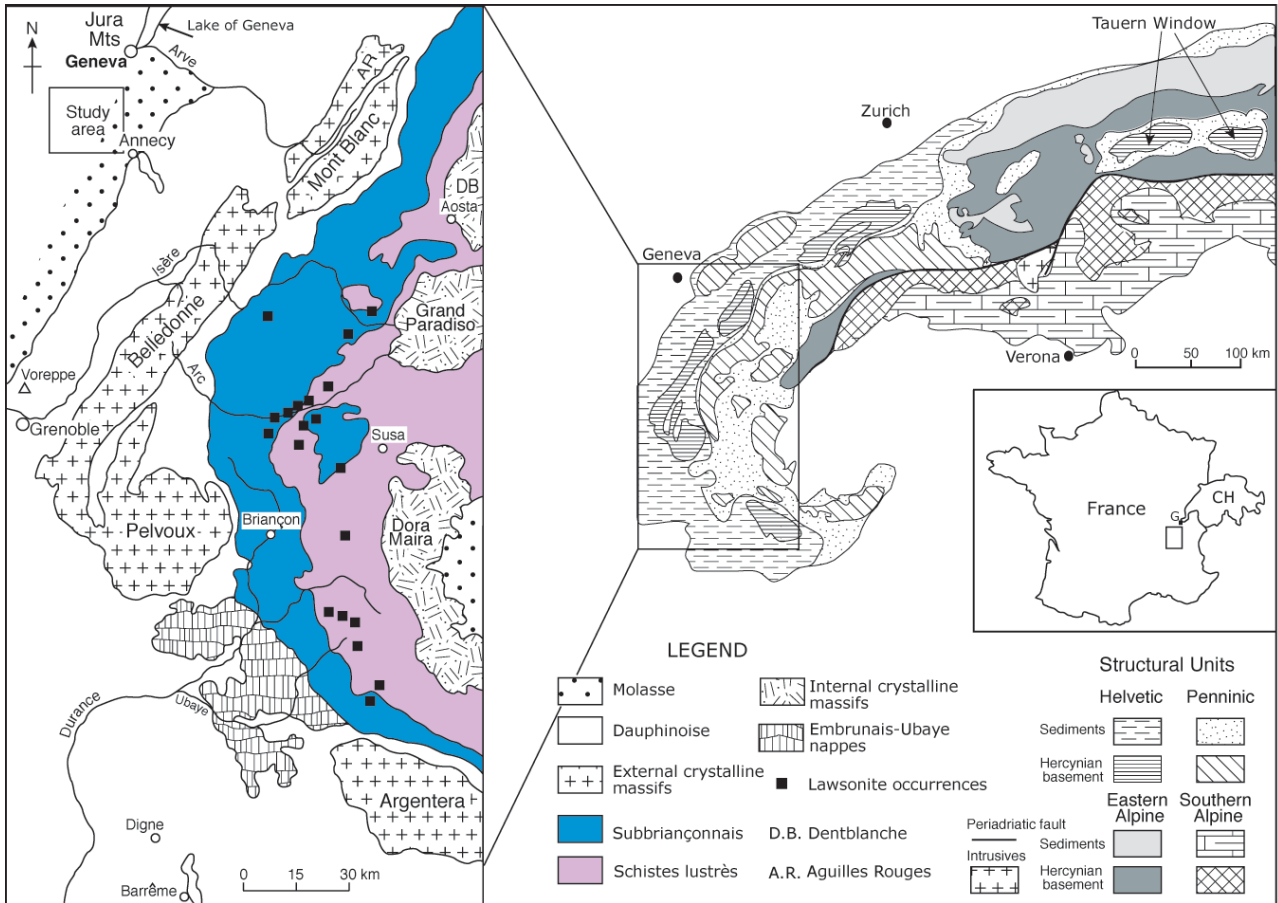 N
Jura
Mts
Lake of Geneva
Geneva
Arve
Study
area
Annecy
AR
Mont Blanc
DB
Aosta
Isère
Belledonne
Grand
Paradiso
Voreppe
Arc
Grenoble
Susa
Pelvoux
Briançon
Dora
Maira
Durance
Ubaye
Argentera
Digne
Barrême
0 15 30 km
Tauern Window
Zurich
Geneva
Verona
0 50 100 km
France
CH
G
LEGEND
Molasse
Dauphinoise
External crystalline
massifs
Subbriançonnais
Schistes lustrès
Internal crystalline
massifs
Embrunais-Ubaye
nappes
Lawsonite occurrences
D.B. Dentblanche
A.R. Aguilles Rouges
Structural Units
Helvetic Penninic
Sediments
Hercynian
basement
Eastern
Alpine
Southern
Alpine
Periadriatic fault
Sediments
Intrusives
Hercynian
basement